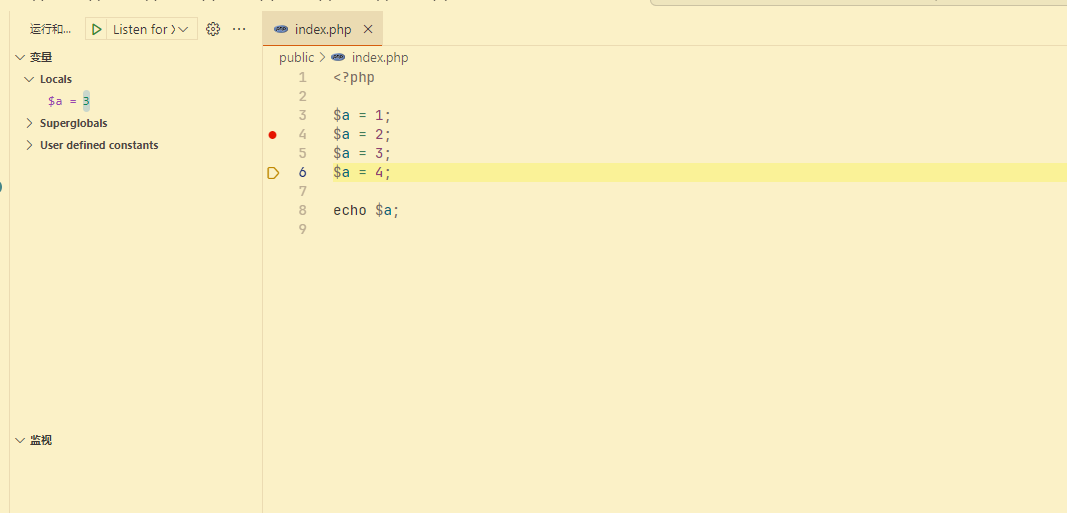 运行和...
Listen for X
变量
Locals
$a = 3
Superglobals
User defined constants
监视
index.php
public > index.php
1 <?php
2
3 $a = 1;
4 $a = 2;
5 $a = 3;
6 $a = 4;
7
8 echo $a;
9